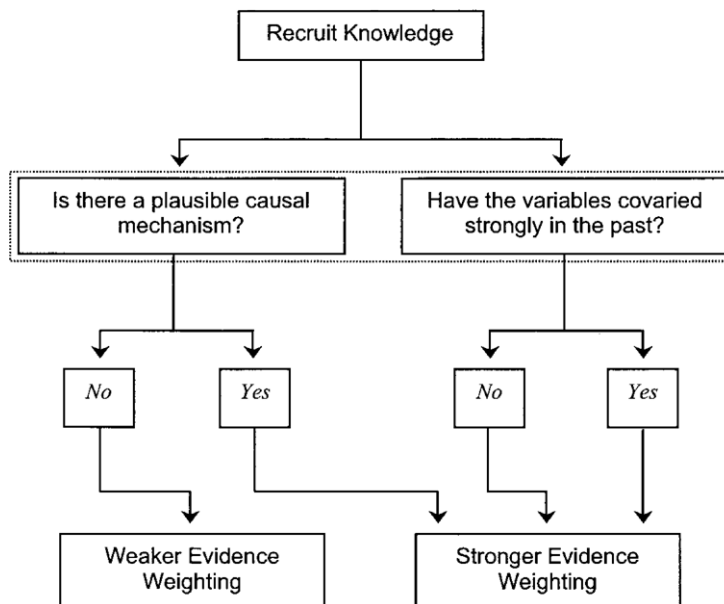 Recruit Knowledge
Is there a plausible causal
mechanism?
Have the variables covaried
strongly in the past?
No
Yes
No
Yes
Weaker Evidence
Weighting
Stronger Evidence
Weighting